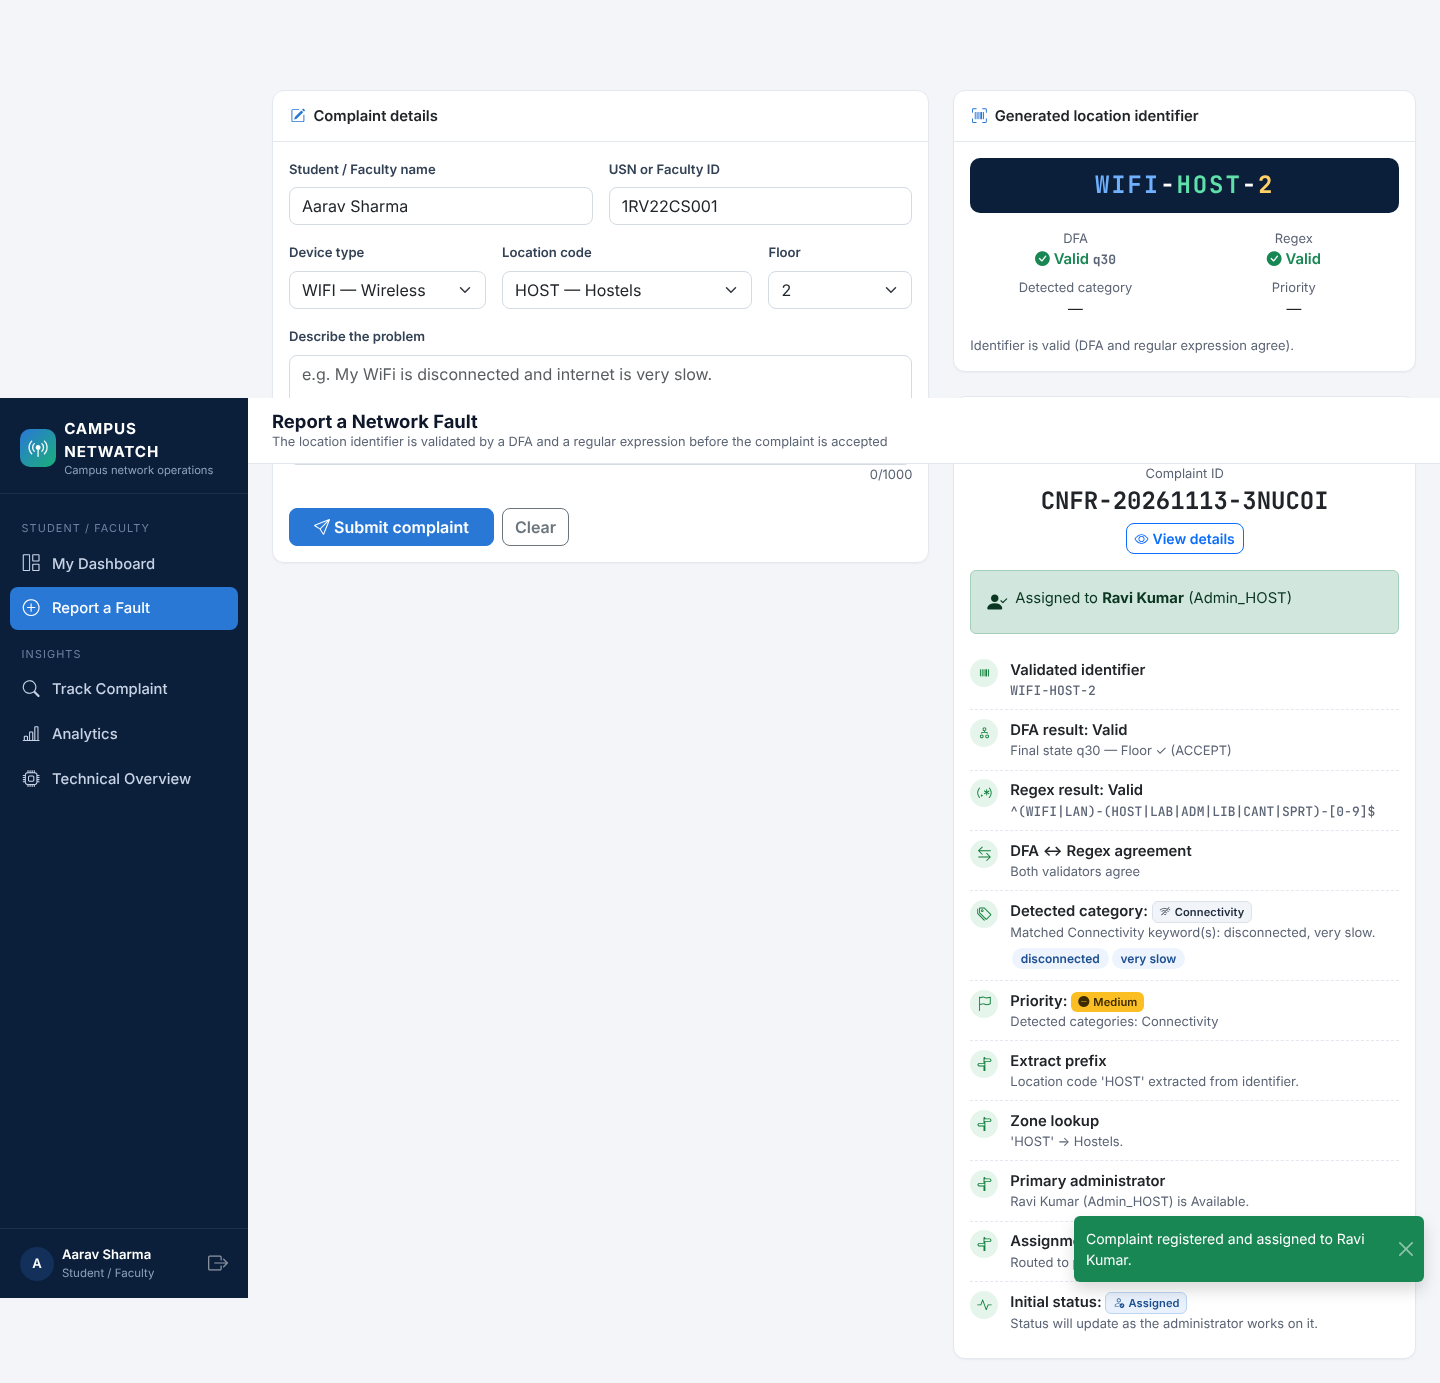 Complaint details
Student / Faculty name
USN or Faculty ID
Aarav Sharma
1RV22CS001
Device type
Location code
Floor
WIFI — Wireless
HOST — Hostels
2
Describe the problem
e.g. My WiFi is disconnected and internet is very slow.
0/1000
Submit complaint
Clear
Generated location identifier
WIFI-HOST-2
DFA
Regex
Valid q30
Valid
Detected category
Priority
—
—
Identifier is valid (DFA and regular expression agree).
Report a Network Fault
The location identifier is validated by a DFA and a regular expression before the complaint is accepted
CAMPUS
NETWATCH
Campus network operations
STUDENT / FACULTY
My Dashboard
Report a Fault
INSIGHTS
Track Complaint
Analytics
Technical Overview
A
Aarav Sharma
Student / Faculty
Complaint ID
CNFR-20261113-3NUCOI
View details
Assigned to Ravi Kumar (Admin_HOST)
Validated identifier
WIFI-HOST-2
DFA result: Valid
Final state q30 — Floor ✓ (ACCEPT)
(.*)
Regex result: Valid
^(WIFI|LAN)-(HOST|LAB|ADM|LIB|CANT|SPRT)-[0-9]$
DFA ↔ Regex agreement
Both validators agree
Detected category: Connectivity
Matched Connectivity keyword(s): disconnected, very slow.
disconnected very slow
Priority: Medium
Detected categories: Connectivity
Extract prefix
Location code 'HOST' extracted from identifier.
Zone lookup
'HOST' → Hostels.
Primary administrator
Ravi Kumar (Admin_HOST) is Available.
Routed to
Complaint registered and assigned to Ravi
Kumar.
Initial status: Assigned
Status will update as the administrator works on it.